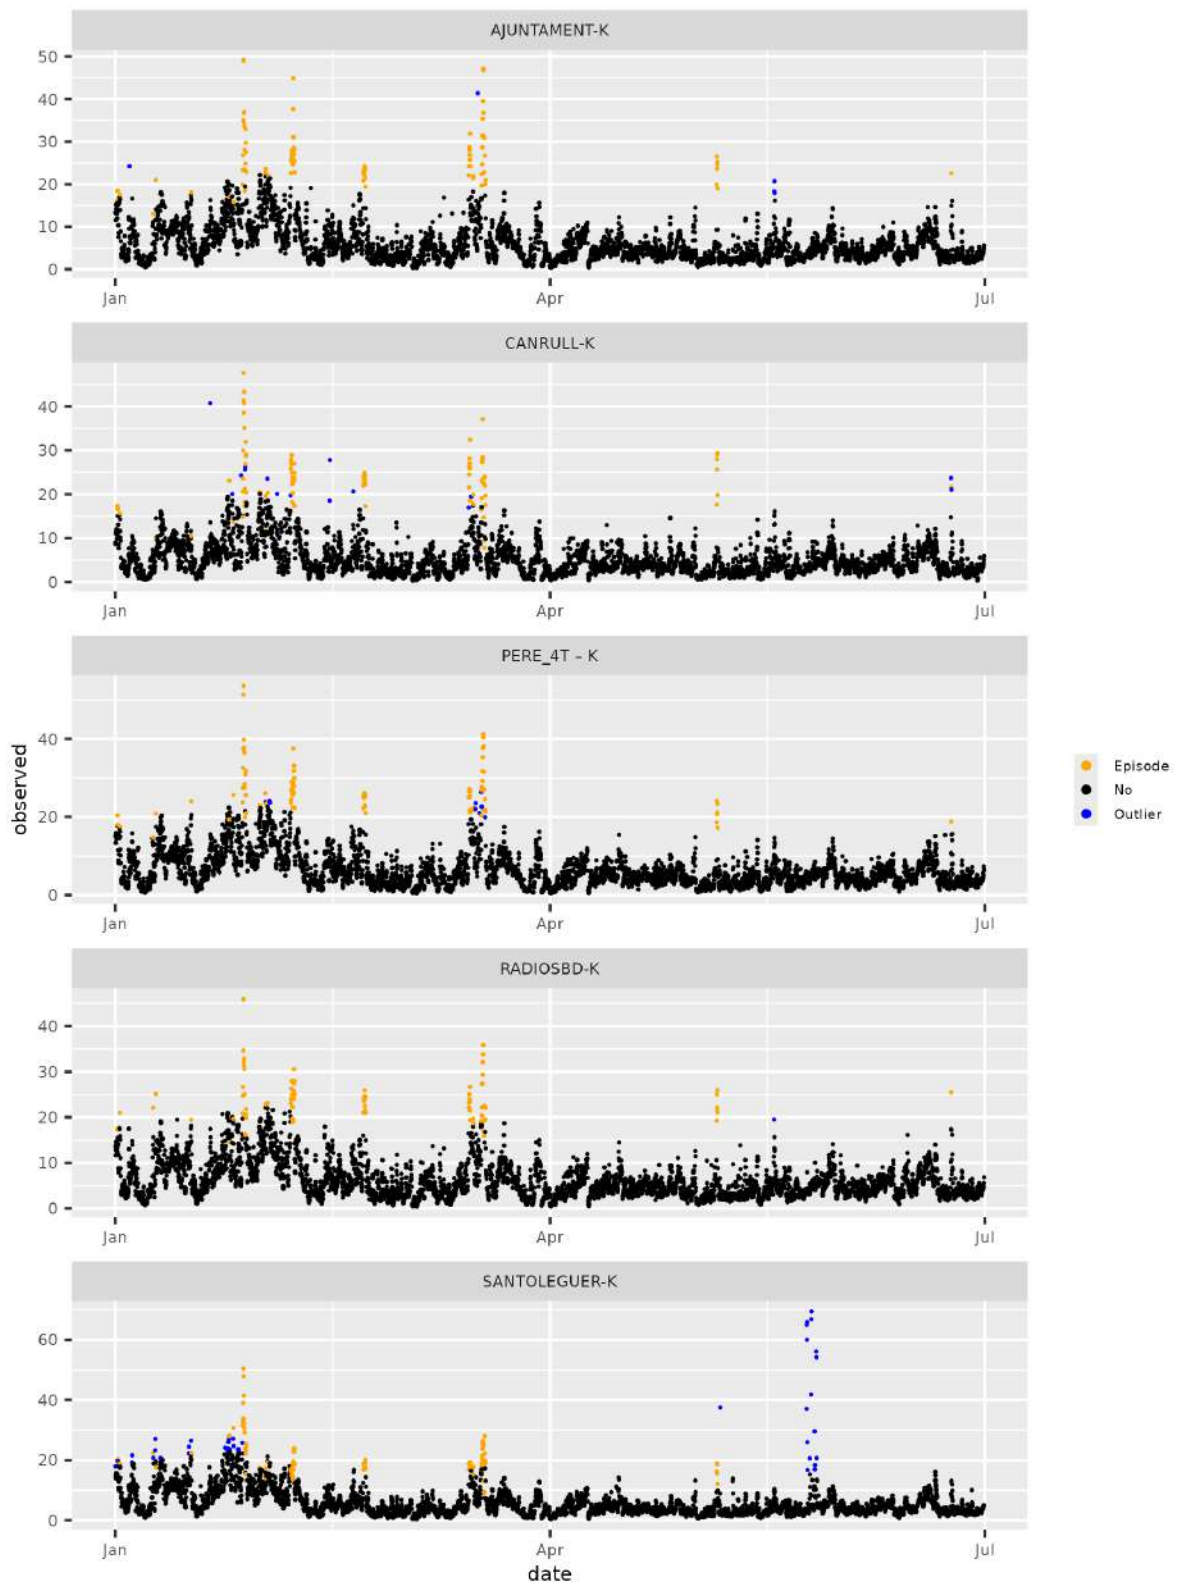 AJUNTAMENT-K
50
40
30
20
10
0
Jan Apr Jul
CANRULL-K
40
30
20
10
0
Jan Apr Jul
PERE_4T – K
40
20
0
Jan Apr Jul
observed
Episode
No
Outlier
RADIOSBD-K
40
30
20
10
0
Jan Apr Jul
SANTOLEGUER-K
60
40
20
0
Jan Apr Jul
date